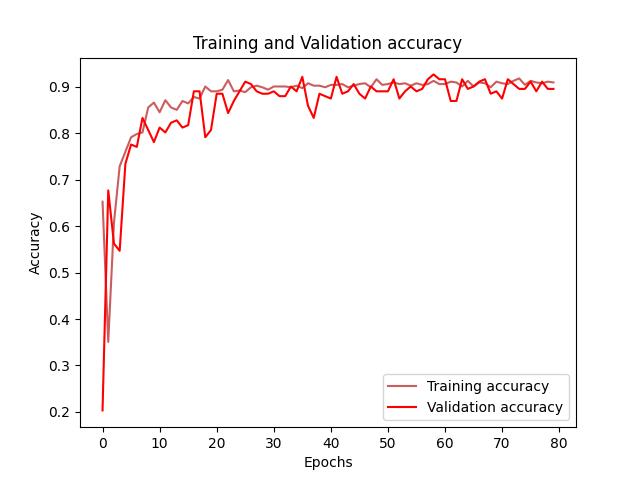 Training and Validation accuracy
0.9
0.8
0.7
0.6
0.5
0.4
0.3
0.2
Accuracy
Training accuracy
Validation accuracy
0 10 20 30 40 50 60 70 80
Epochs